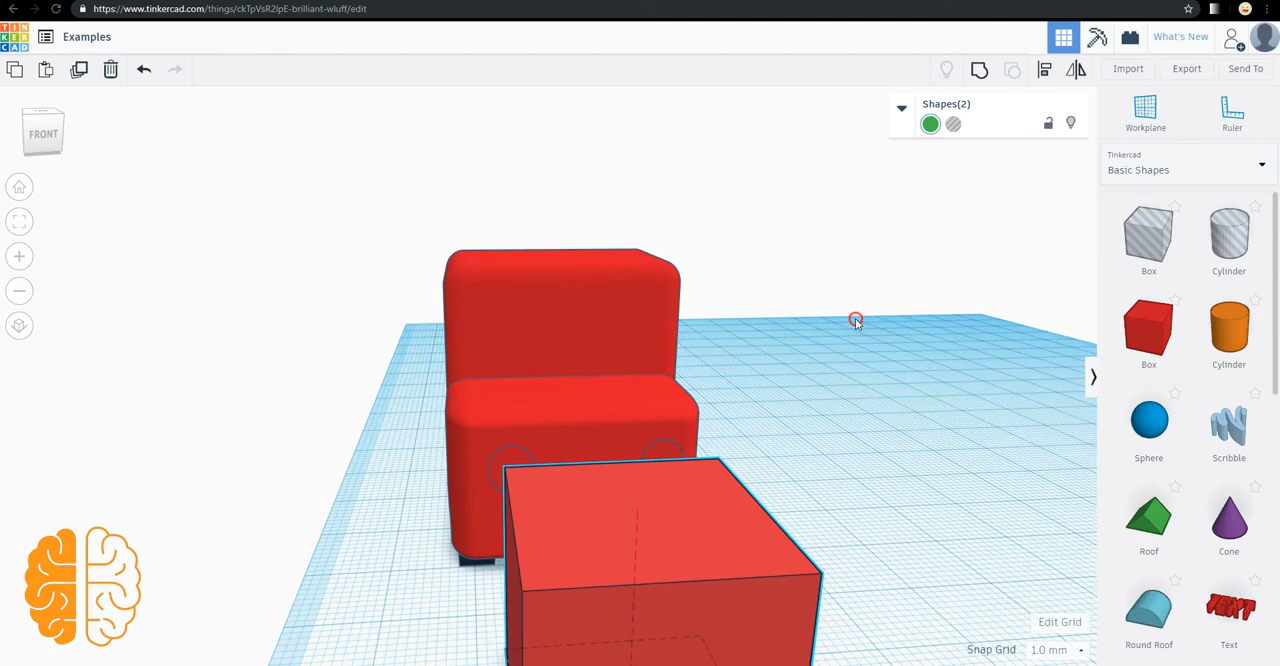 https://www.tinkercad.com/things/ckTpVsR2IpE-brilliant-wluff/edit
TIN
KER
CAD
Examples
What's New
Import
Export
Send To
FRONT
Shapes(2)
Workplane
Ruler
Tinkercad
Basic Shapes
Box
Cylinder
Box
Cylinder
Sphere
Scribble
Roof
Cone
TEXT
Round Roof
Text
Edit Grid
Snap Grid
1.0 mm